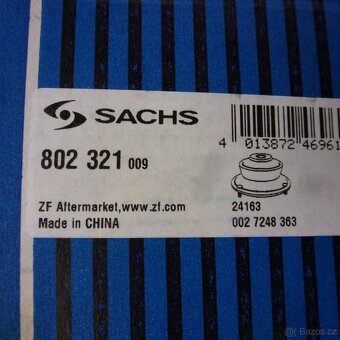 SACHS
802 321 009
4 013872 46961
ZF Aftermarket,www.zf.com
Made in CHINA
24163
002 7248 363
bazos.cz